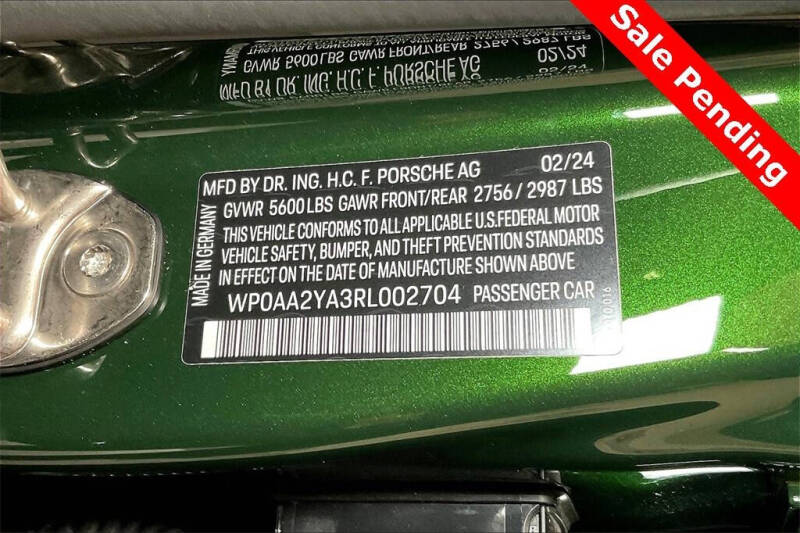 Sale Pending
MFD BY DR. ING. H.C. F. PORSCHE AG 02/24
GVWR 5600 LBS GAWR FRONT/REAR 2756 / 2987 LBS
THIS VEHICLE CONFORMS TO ALL APPLICABLE U.S. FEDERAL MOTOR
VEHICLE SAFETY, BUMPER, AND THEFT PREVENTION STANDARDS
IN EFFECT ON THE DATE OF MANUFACTURE SHOWN ABOVE
WP0AA2YA3RL002704 PASSENGER CAR
MADE IN GERMANY